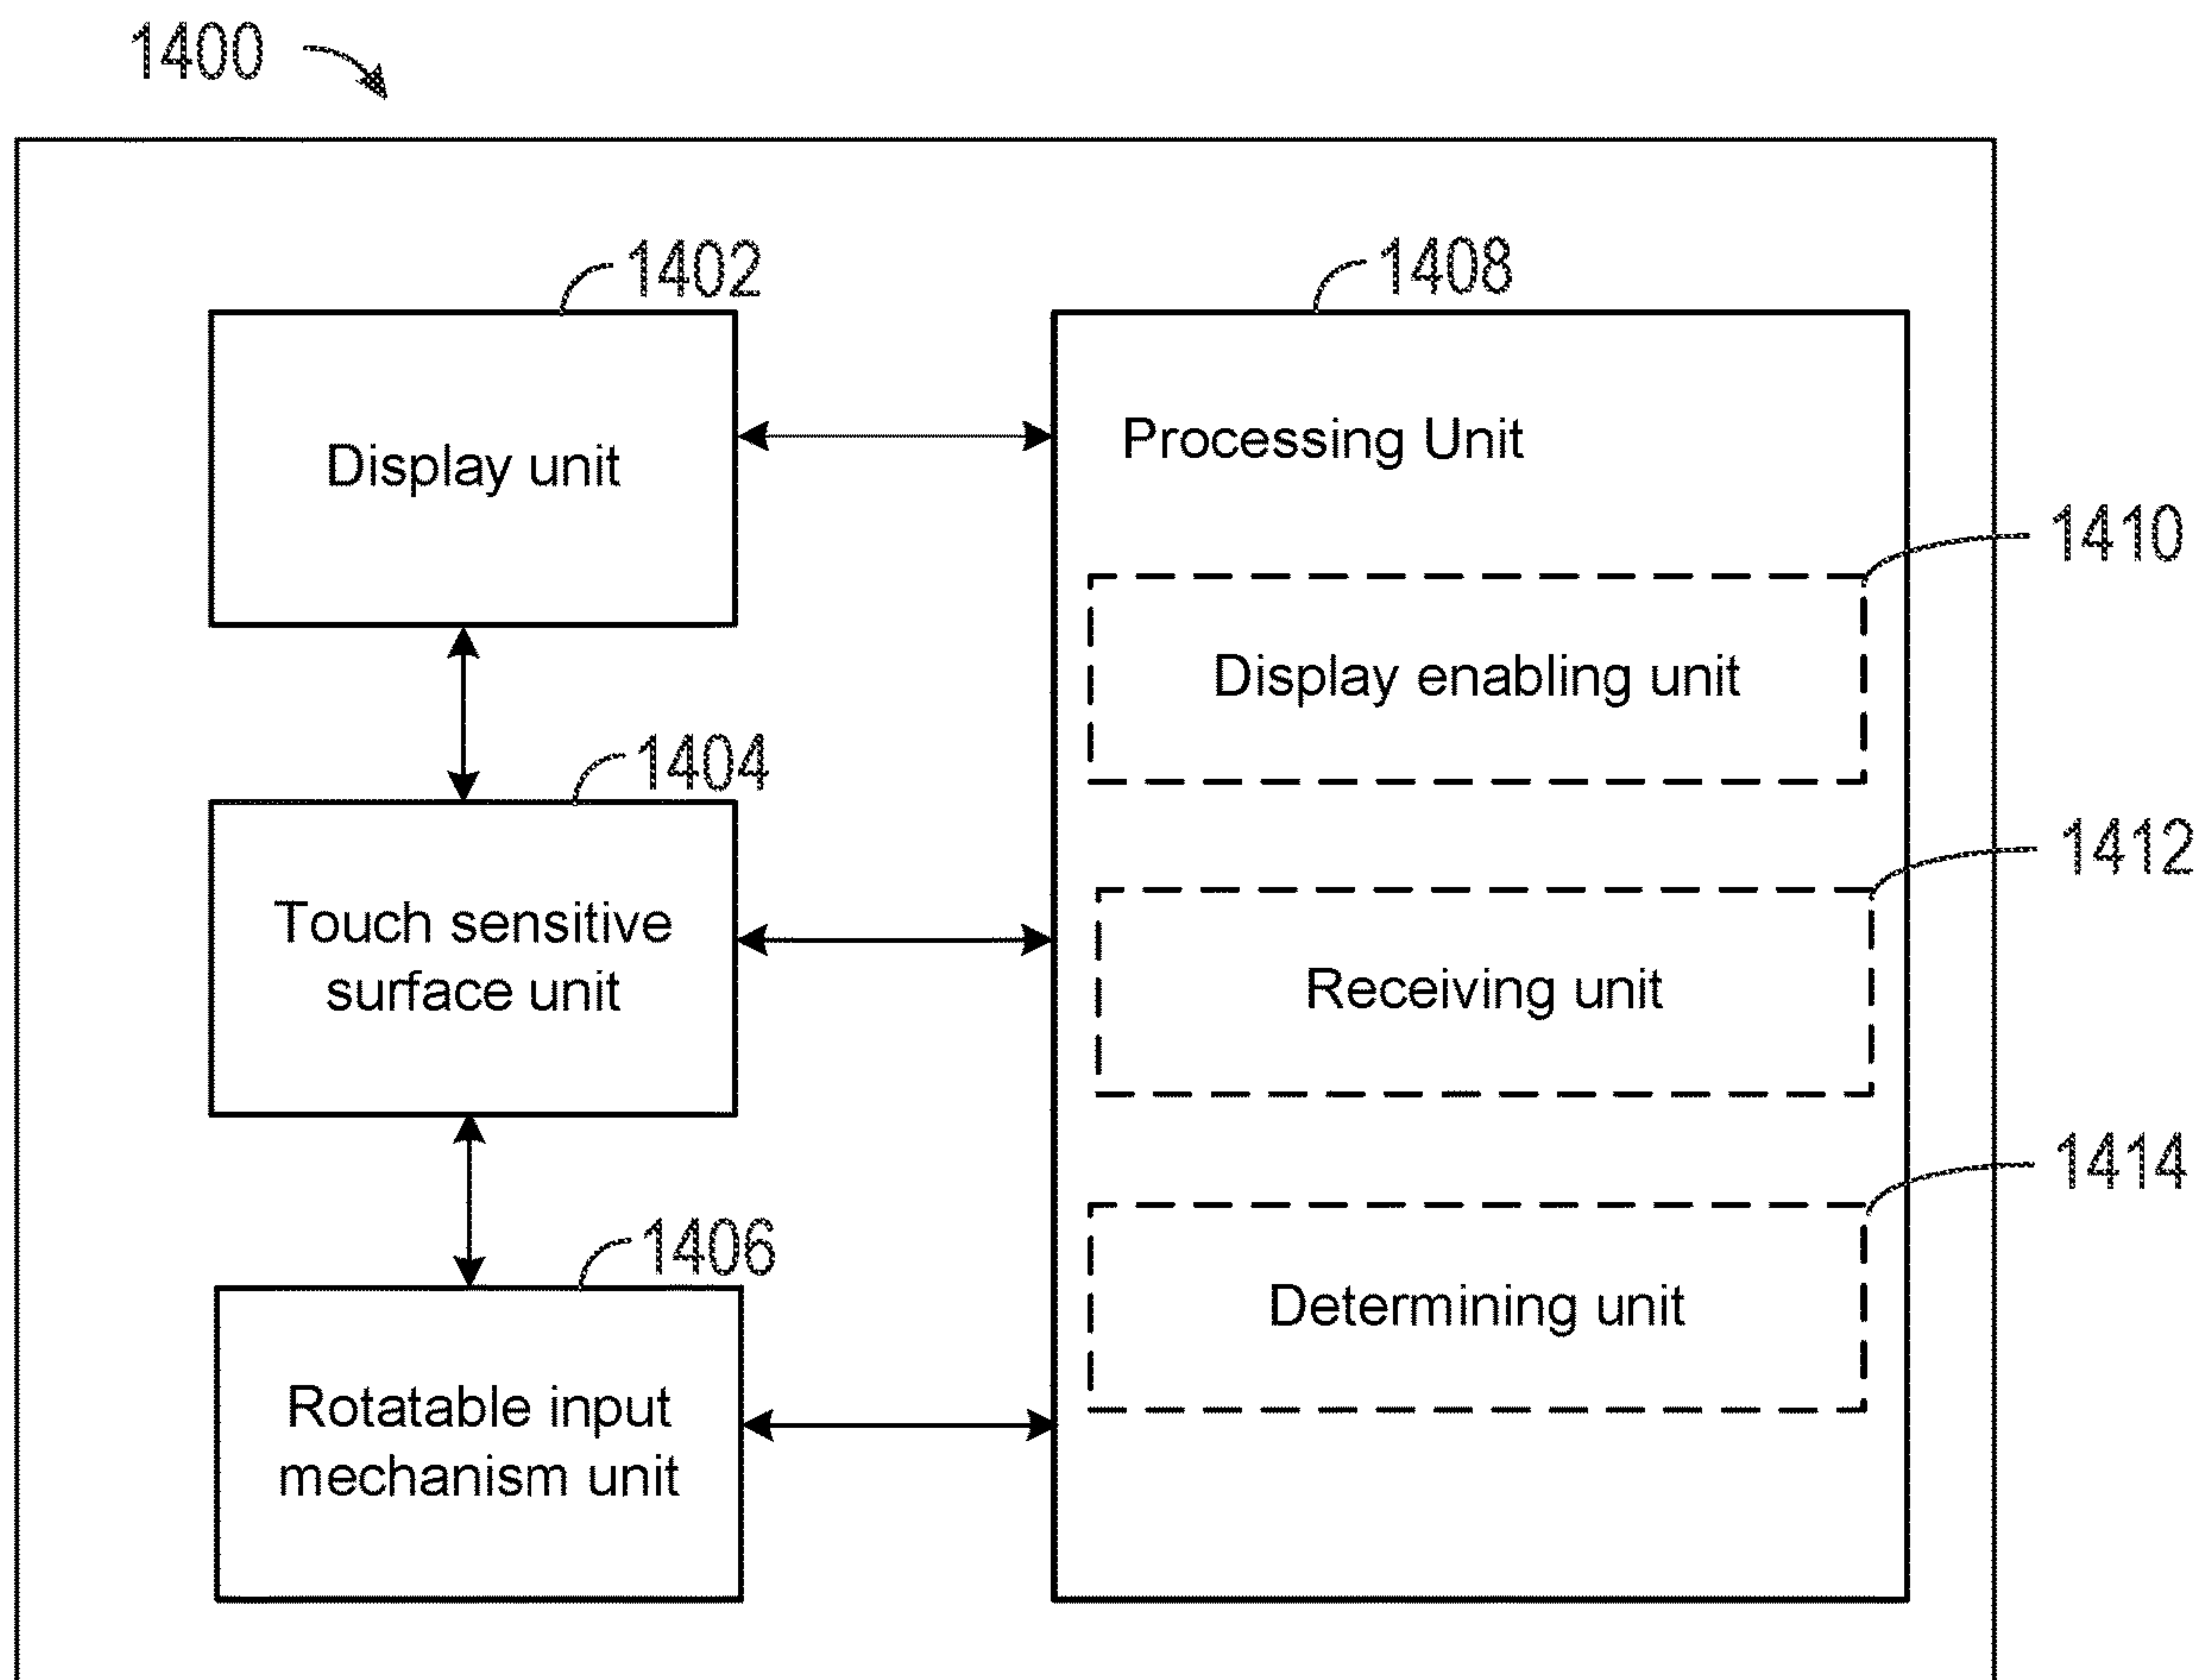 1400
1402
1408
Display unit
Processing Unit
1410
Display enabling unit
1404
1412
Touch sensitive
surface unit
Receiving unit
1414
1406
Determining unit
Rotatable input
mechanism unit